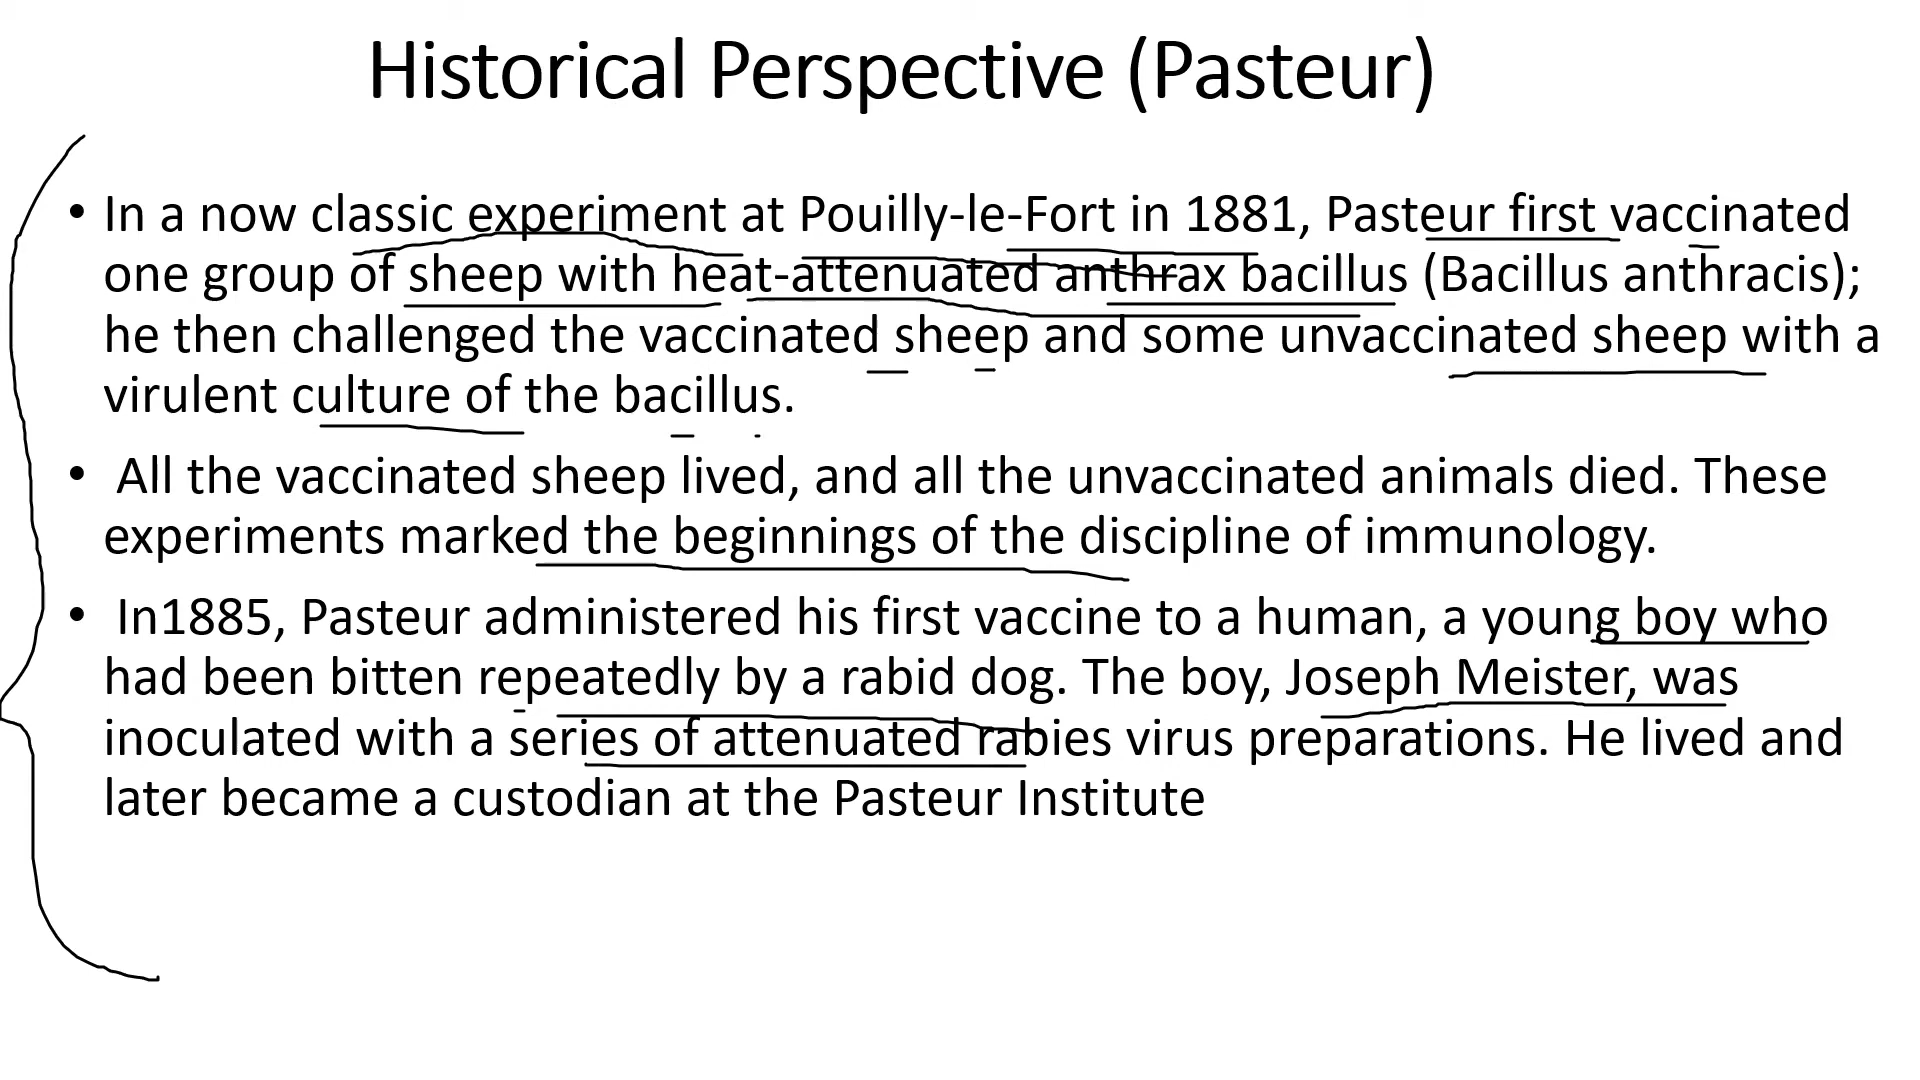 Historical Perspective (Pasteur)
• In a now classic experiment at Pouilly-le-Fort in 1881, Pasteur first vaccinated
one group of sheep with heat-attenuated anthrax bacillus (Bacillus anthracis);
he then challenged the vaccinated sheep and some unvaccinated sheep with a
virulent culture of the bacillus.
• All the vaccinated sheep lived, and all the unvaccinated animals died. These
experiments marked the beginnings of the discipline of immunology.
• In1885, Pasteur administered his first vaccine to a human, a young boy who
had been bitten repeatedly by a rabid dog. The boy, Joseph Meister, was
inoculated with a series of attenuated rabies virus preparations. He lived and
later became a custodian at the Pasteur Institute